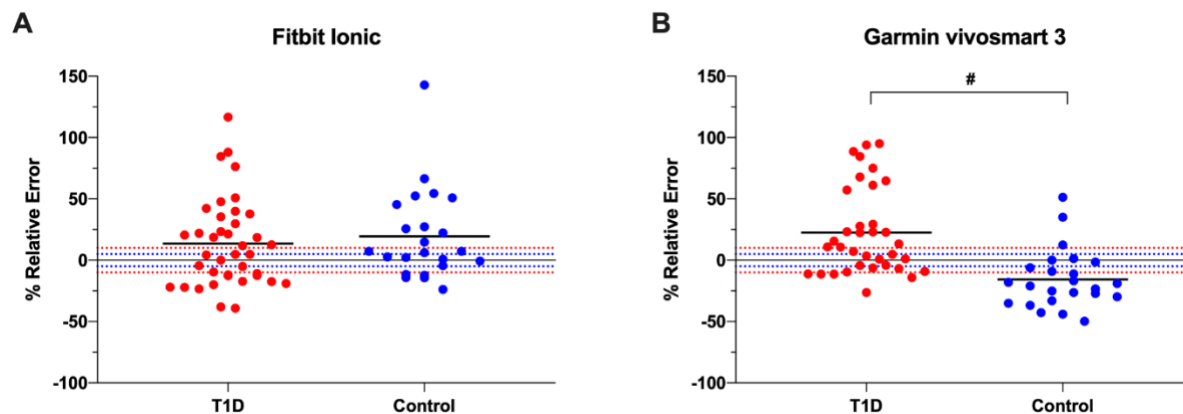 A
Fitbit Ionic
% Relative Error
150
100
50
0
-50
-100
T1D
Control
B
Garmin vivosmart 3
#
% Relative Error
150
100
50
0
-50
-100
T1D
Control